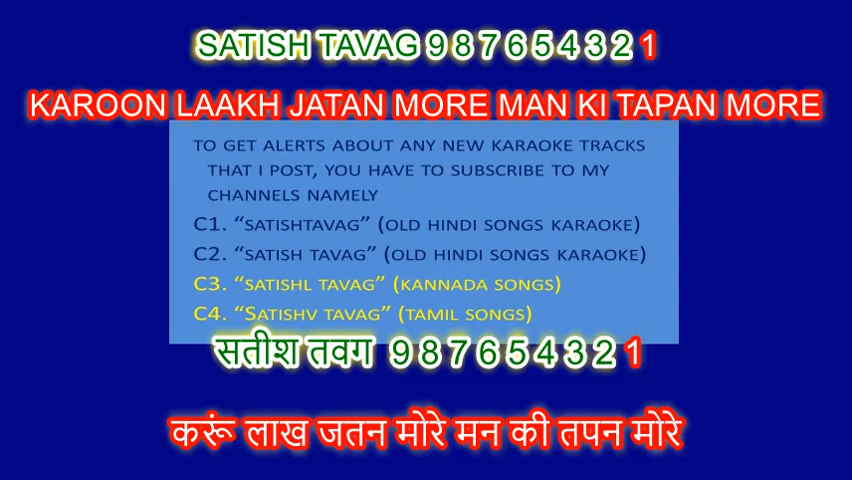 SATISH TAVAG 9 8 7 6 5 4 3 2 1
KAROON LAAKH JATAN MORE MAN KI TAPAN MORE
TO GET ALERTS ABOUT ANY NEW KARAOKE TRACKS
THAT I POST, YOU HAVE TO SUBSCRIBE TO MY
CHANNELS NAMELY
C1. “SATISHTAVAG” (OLD HINDI SONGS KARAOKE)
C2. “SATISH TAVAG” (OLD HINDI SONGS KARAOKE)
C3. “SATISHL TAVAG” (KANNADA SONGS)
C4. “SATISHV TAVAG” (TAMIL SONGS)
सतीश तवग 9 8 7 6 5 4 3 2 1
करूं लाख जतन मोरे मन की तपन मोरे